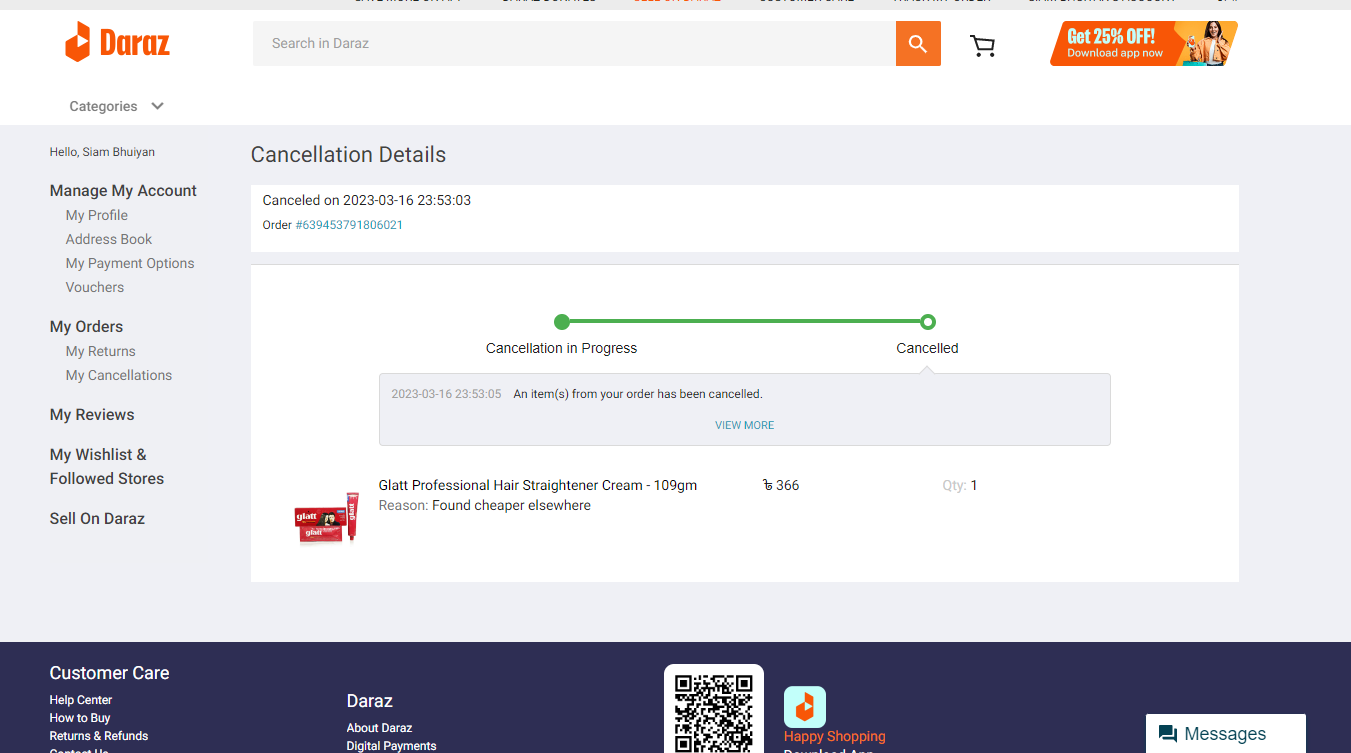 Daraz
Search in Daraz
Get 25% OFF!
Download app now
Categories
Hello, Siam Bhuiyan
Manage My Account
My Profile
Address Book
My Payment Options
Vouchers
My Orders
My Returns
My Cancellations
My Reviews
My Wishlist &
Followed Stores
Sell On Daraz
Cancellation Details
Canceled on 2023-03-16 23:53:03
Order #639453791806021
Cancellation in Progress
Cancelled
2023-03-16 23:53:05 An item(s) from your order has been cancelled.
VIEW MORE
Glatt Professional Hair Straightener Cream - 109gm
৳ 366
Qty: 1
Reason: Found cheaper elsewhere
glatt
glatt
glatt
Customer Care
Help Center
How to Buy
Returns & Refunds
Contact Us
Daraz
About Daraz
Digital Payments
Happy Shopping
Download App
Messages